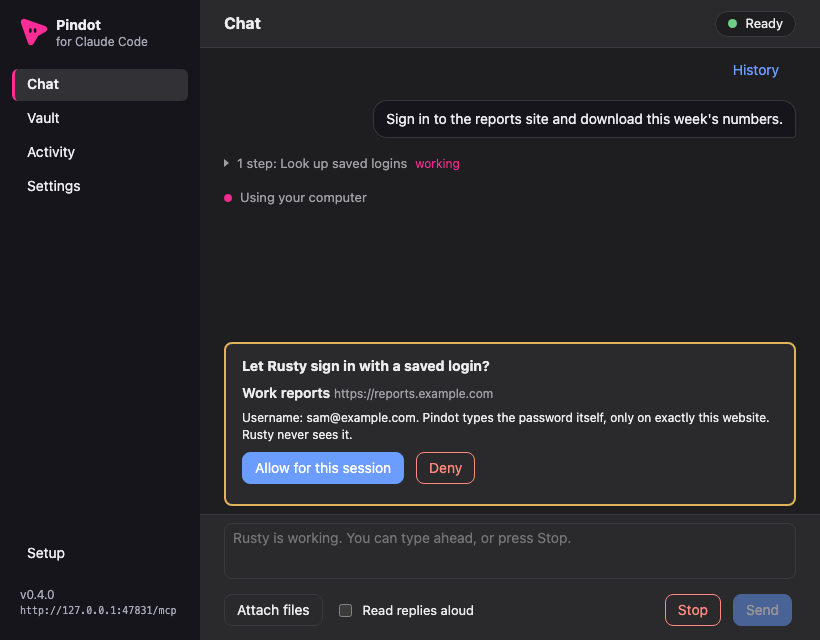 Pindot
for Claude Code
Chat
Vault
Activity
Settings
Setup
v0.4.0
http://127.0.0.1:47831/mcp
Chat
Ready
History
Sign in to the reports site and download this week's numbers.
1 step: Look up saved logins working
Using your computer
Let Rusty sign in with a saved login?
Work reports https://reports.example.com
Username: sam@example.com. Pindot types the password itself, only on exactly this website.
Rusty never sees it.
Allow for this session
Deny
Rusty is working. You can type ahead, or press Stop.
Attach files
Read replies aloud
Stop
Send